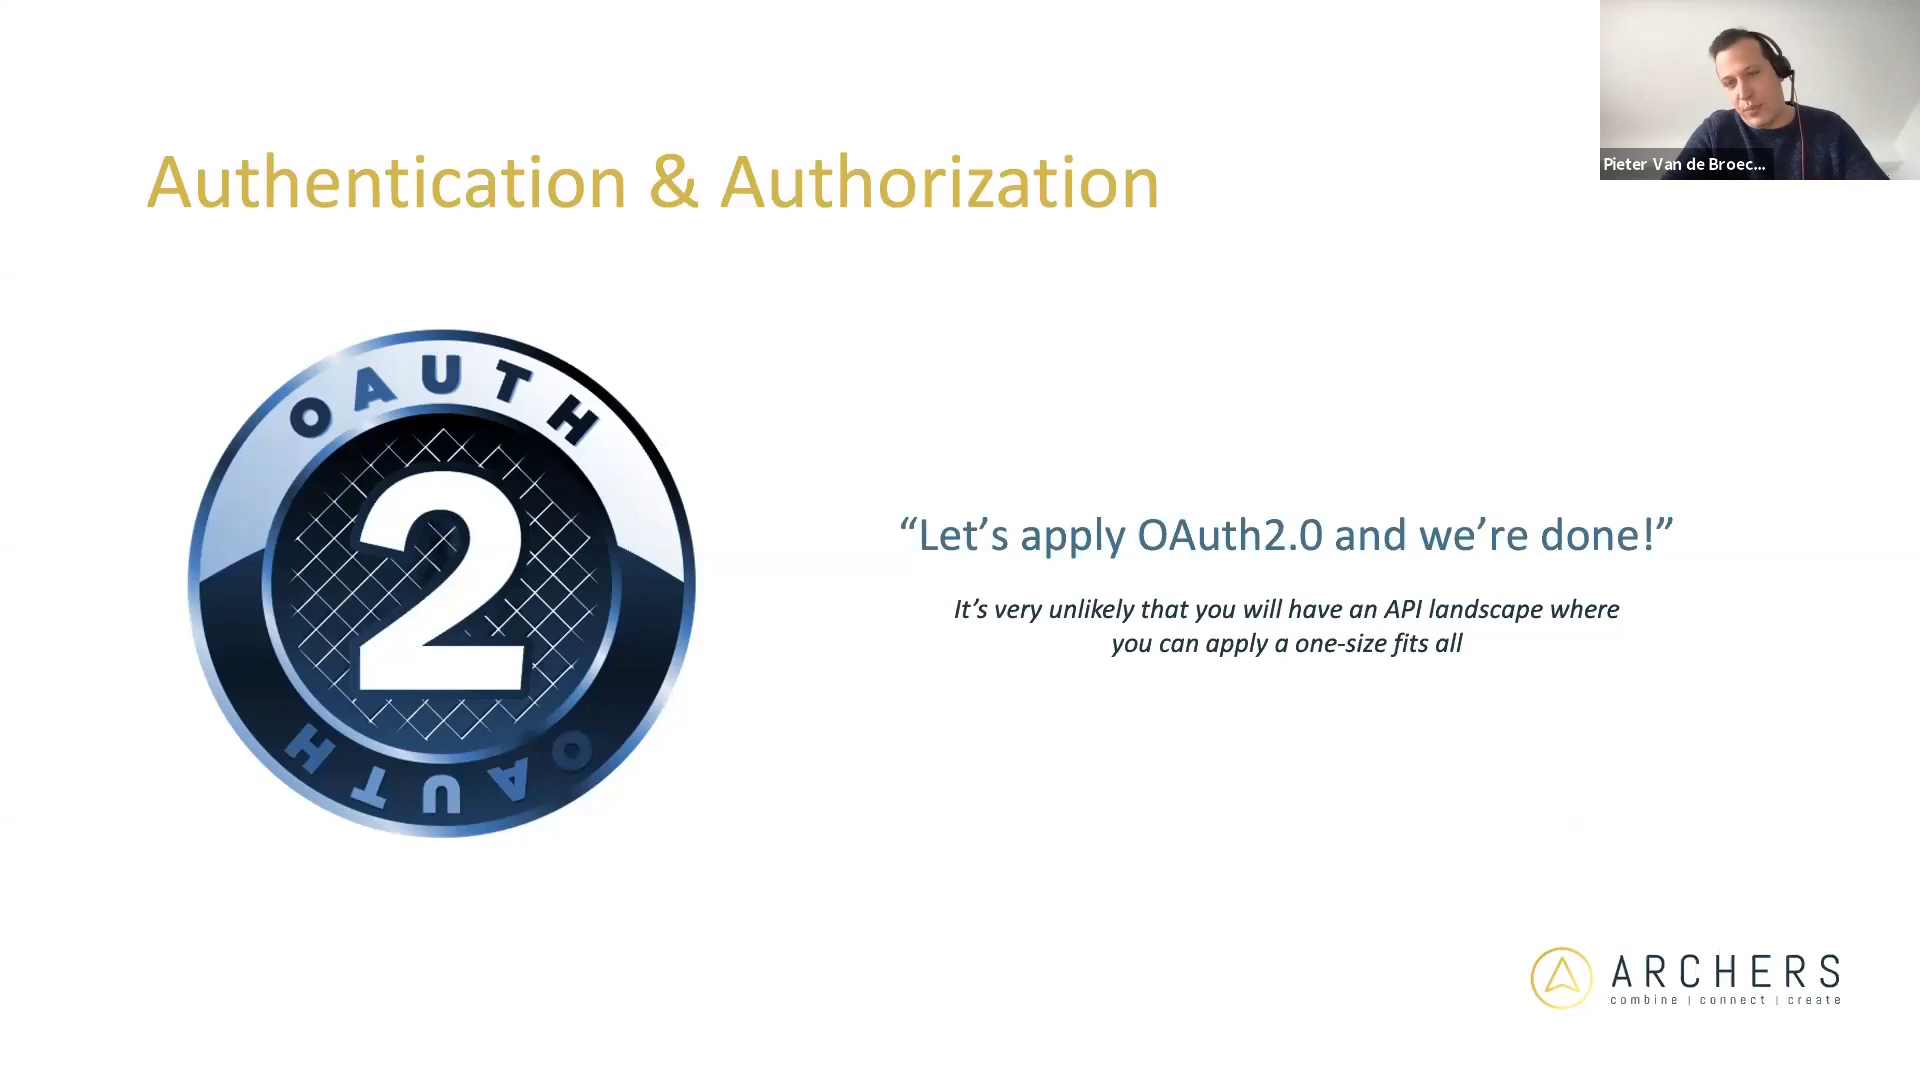 Pieter Van de Broec...
Authentication & Authorization
OAUTH
2
OAUTH
“Let’s apply OAuth2.0 and we’re done!”
It’s very unlikely that you will have an API landscape where
you can apply a one-size fits all
ARCHERS
combine | connect | create